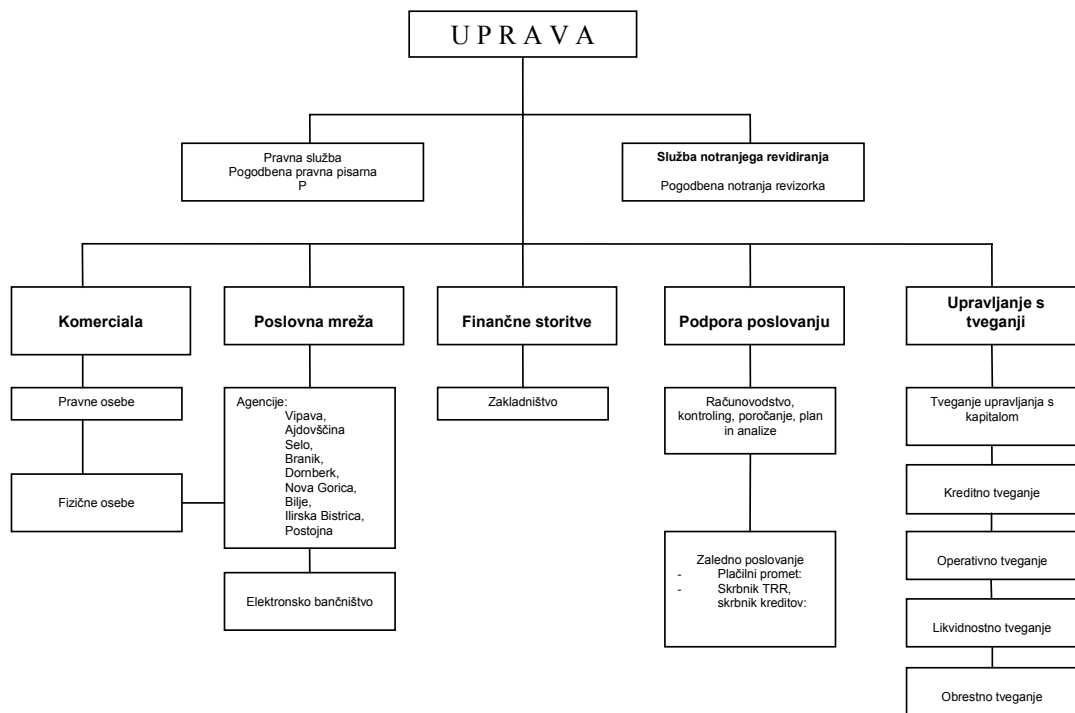 U P R A V A
Pravna služba
Pogodbena pravna pisarna
P
Služba notranjega revidiranja
Pogodbena notranja revizorka
Komerciala
Poslovna mreža
Finančne storitve
Podpora poslovanju
Upravljanje s
tveganji
Pravne osebe
Fizične osebe
Agencije:
Vipava,
Ajdovščina
Selo,
Branik,
Dornberk,
Nova Gorica,
Bilje,
Ilirska Bistrica,
Postojna
Elektronsko bančništvo
Zakladništvo
Računovodstvo,
kontroling, poročanje, plan
in analize
Zaledno poslovanje
- Plačilni promet:
- Skrbnik TRR,
skrbnik kreditov:
Tveganje upravljanja s
kapitalom
Kreditno tveganje
Operativno tveganje
Likvidnostno tveganje
Obrestno tveganje